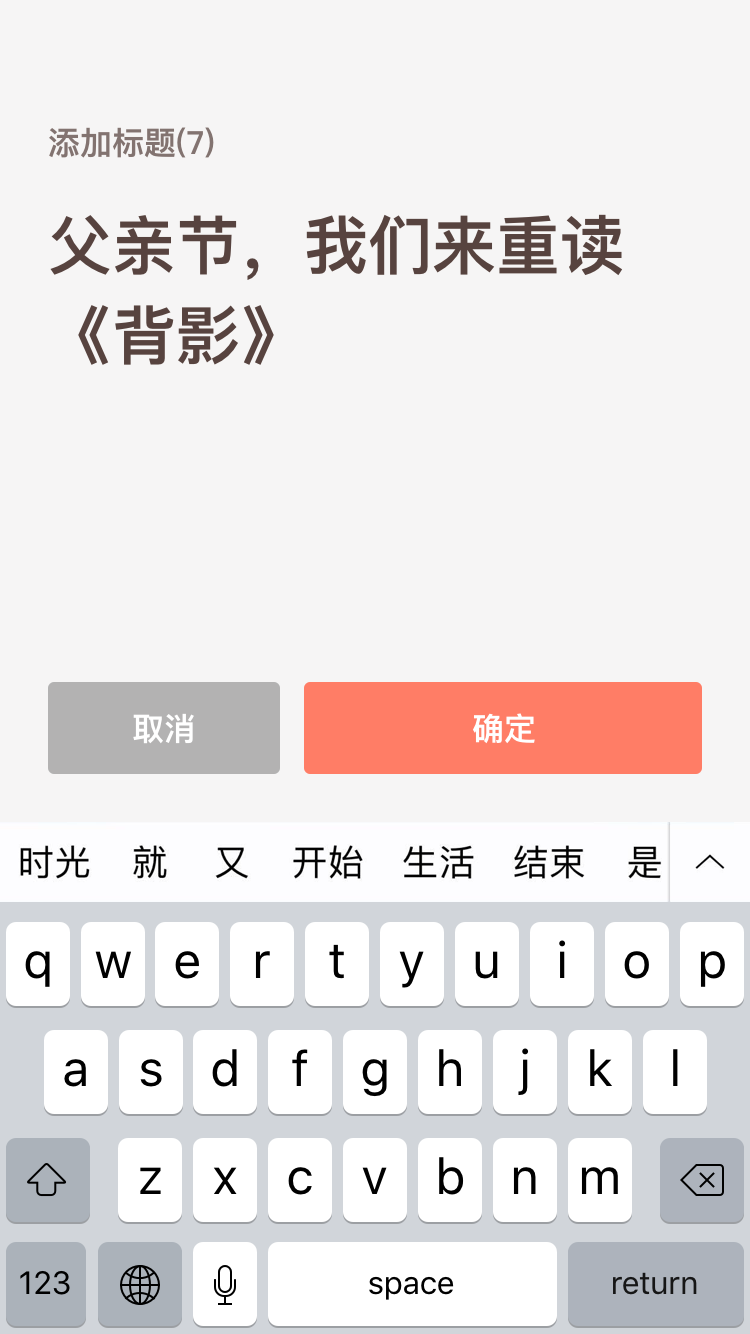 添加标题(7)
父亲节，我们来重读
《背影》
取消 确定
时光 就 又 开始 生活 结束 是
q w e r t y u i o p
a s d f g h j k l
z x c v b n m
123 space return